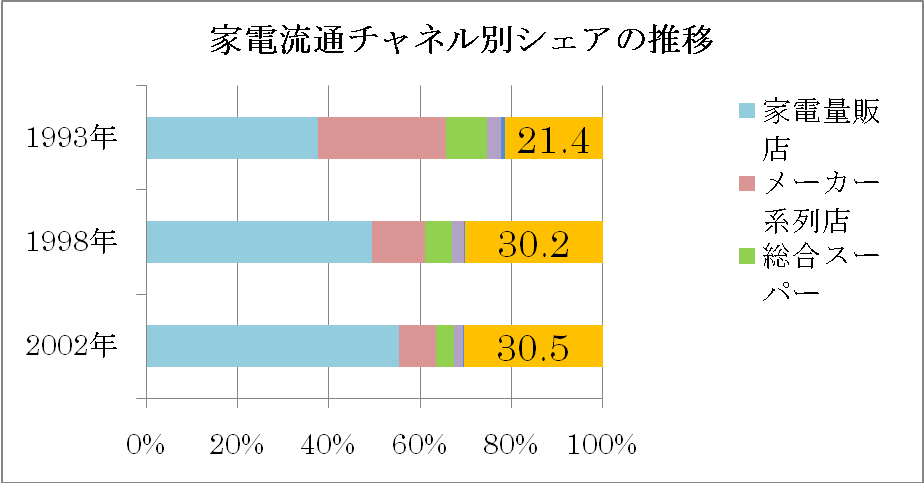 家電流通チャネル別シェアの推移
1993年
21.4
1998年
30.2
2002年
30.5
0% 20% 40% 60% 80% 100%
家電量販
店
メーカー
系列店
総合スー
パー